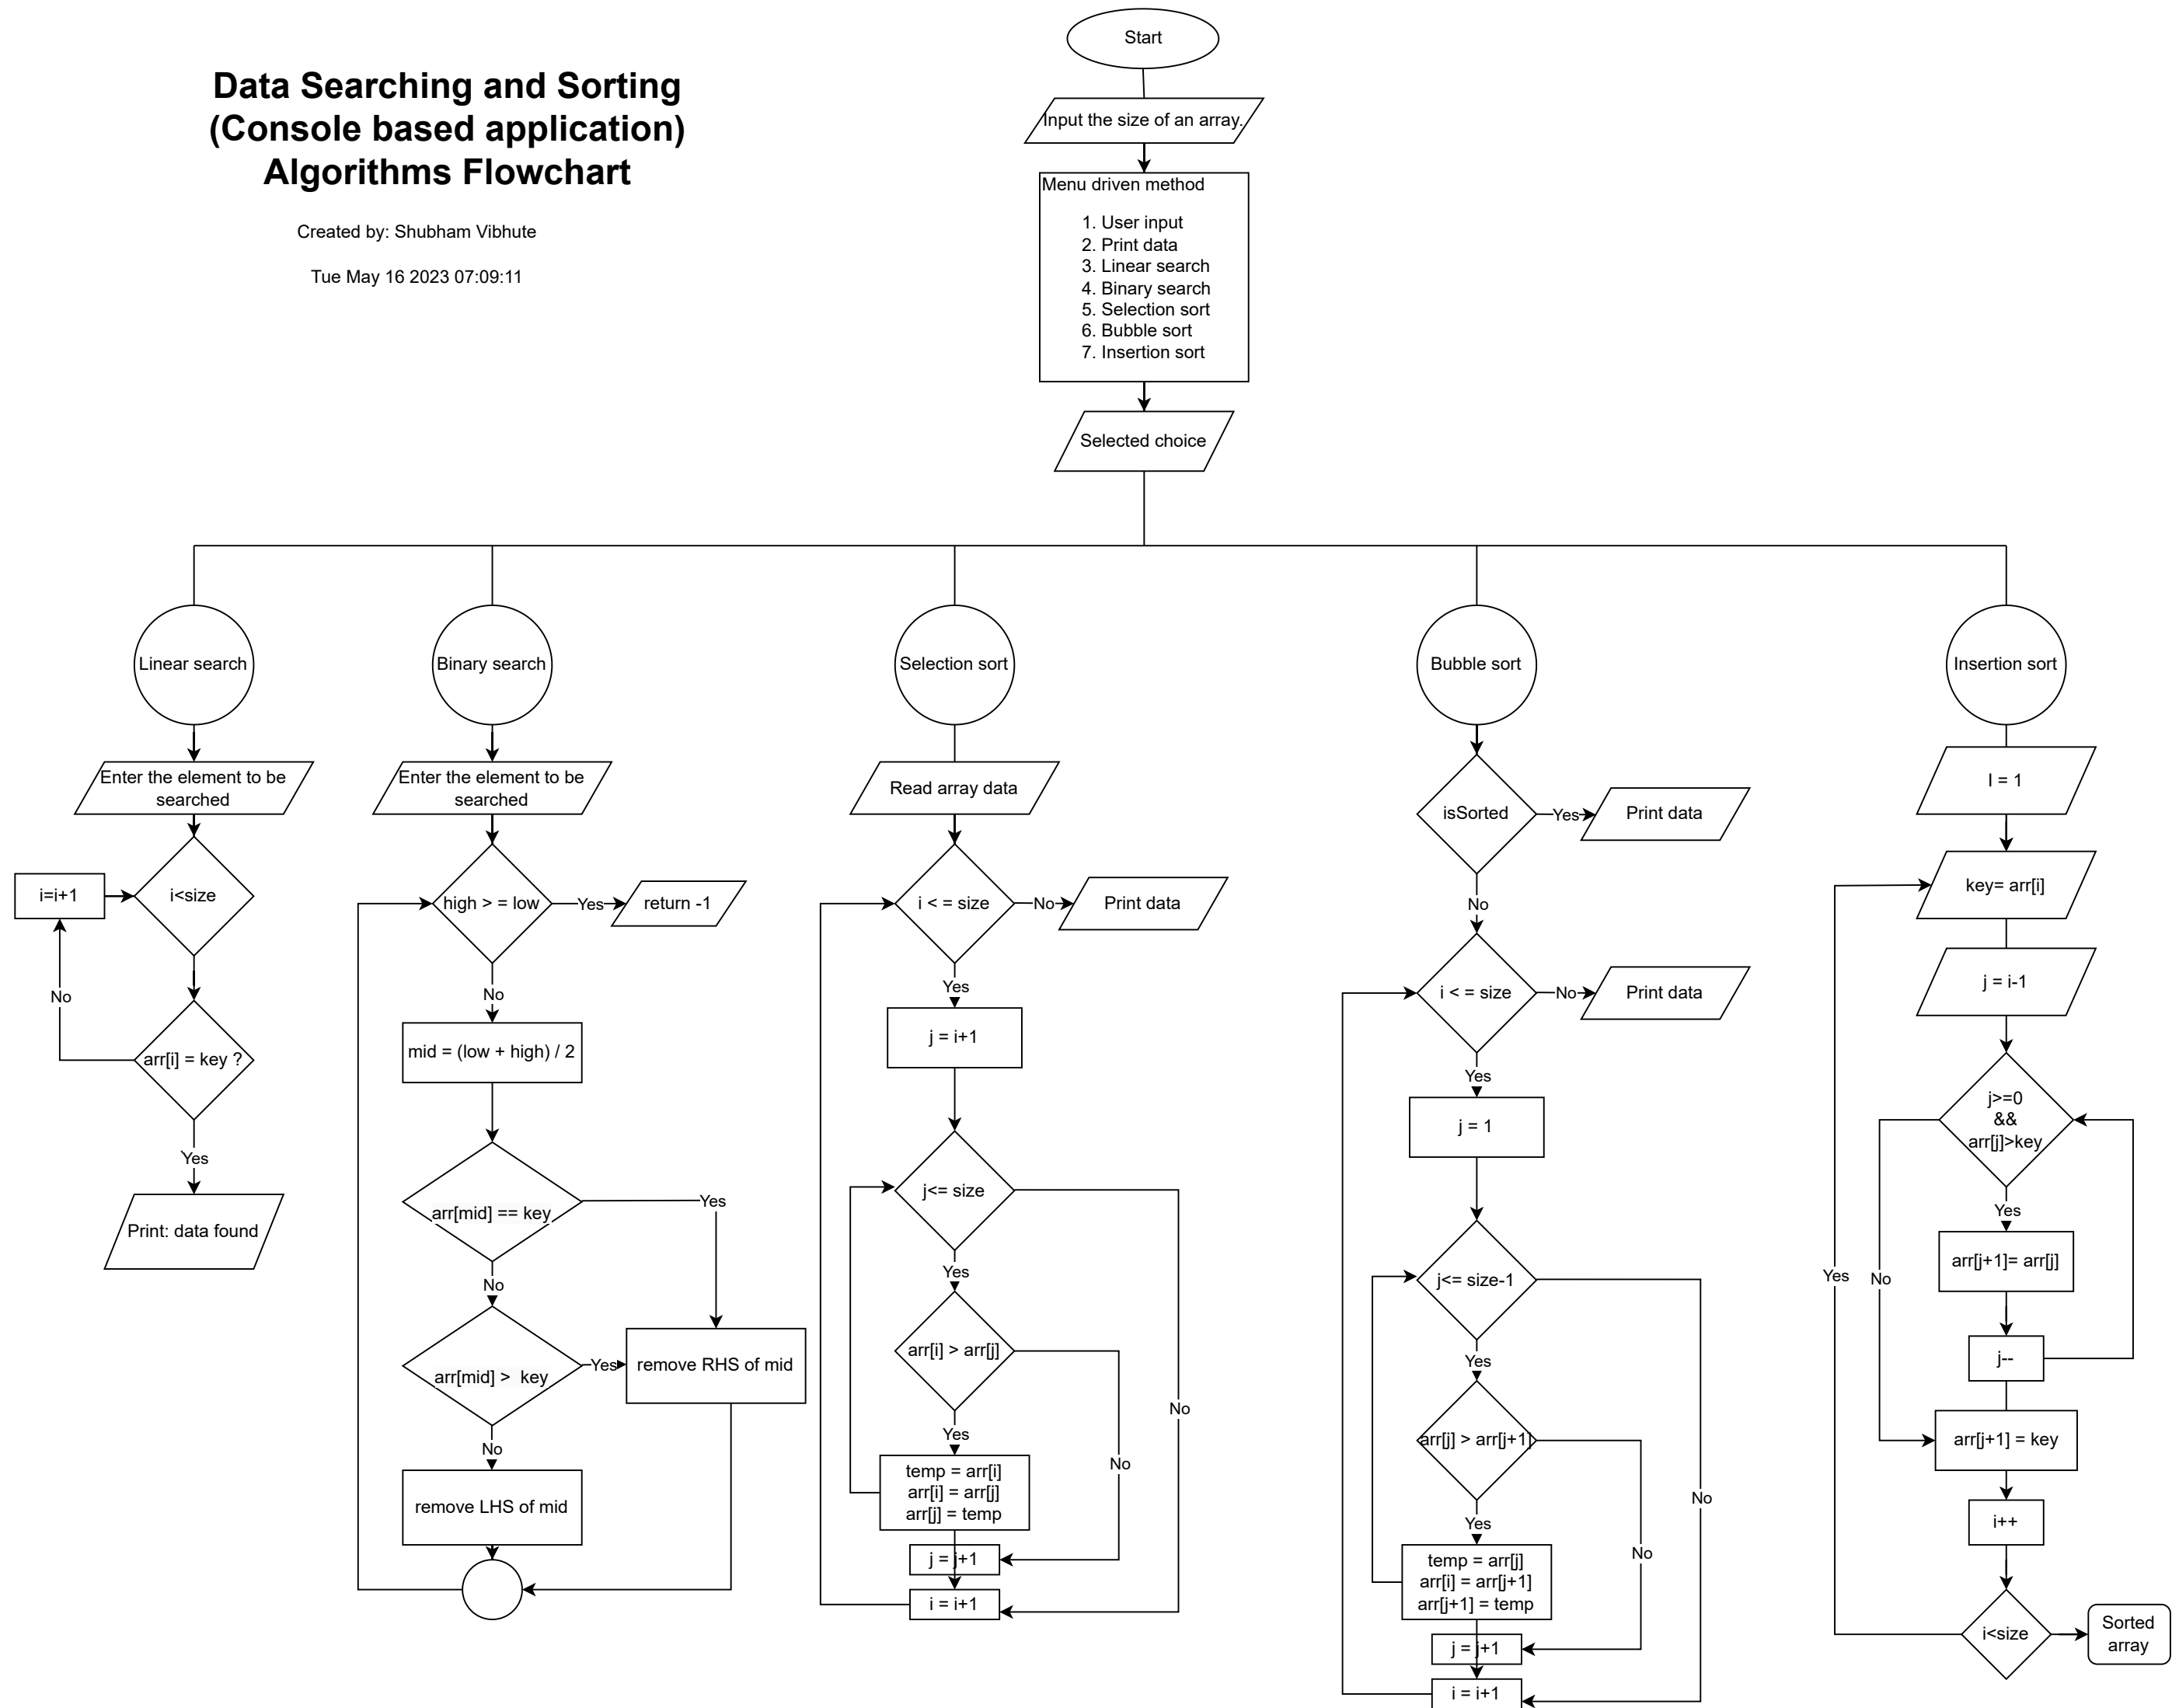 Data Searching and Sorting
(Console based application)
Algorithms Flowchart
Created by: Shubham Vibhute
Tue May 16 2023 07:09:11
Start
Input the size of an array.
Menu driven method
1. User input
2. Print data
3. Linear search
4. Binary search
5. Selection sort
6. Bubble sort
7. Insertion sort
Selected choice
Linear search
Enter the element to be
searched
i<size
i=i+1
No
arr[i] = key ?
Yes
Print: data found
Binary search
Enter the element to be
searched
high > = low
Yes
return -1
No
mid = (low + high) / 2
arr[mid] == key
Yes
No
arr[mid] >  key
Yes
remove RHS of mid
No
remove LHS of mid
Selection sort
Read array data
i < = size
No
Print data
Yes
j = i+1
j<= size
Yes
arr[i] > arr[j]
No
Yes
No
temp = arr[i]
arr[i] = arr[j]
arr[j] = temp
j = j+1
i = i+1
Bubble sort
isSorted
Yes
Print data
No
i < = size
No
Print data
Yes
j = 1
j<= size-1
Yes
arr[j] > arr[j+1]
No
Yes
No
temp = arr[j]
arr[i] = arr[j+1]
arr[j+1] = temp
j = j+1
i = i+1
Insertion sort
I = 1
key= arr[i]
j = i-1
j>=0
&&
arr[j]>key
Yes
arr[j+1]= arr[j]
Yes
No
j--
arr[j+1] = key
i++
i<size
Sorted
array